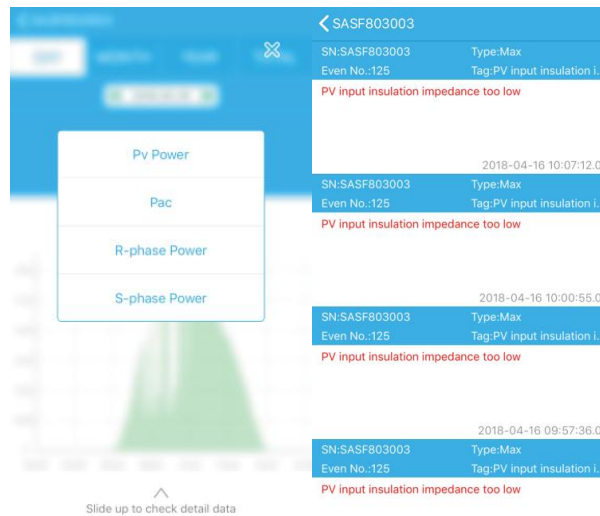 Pv Power
Pac
R-phase Power
S-phase Power
Slide up to check detail data
SASF803003
SN:SASF803003 Type:Max
Even No.:125 Tag:PV input insulation i..
PV input insulation impedance too low
2018-04-16 10:07:12.0
SN:SASF803003 Type:Max
Even No.:125 Tag:PV input insulation i..
PV input insulation impedance too low
2018-04-16 10:00:55.0
SN:SASF803003 Type:Max
Even No.:125 Tag:PV input insulation i..
PV input insulation impedance too low
2018-04-16 09:57:36.0
SN:SASF803003 Type:Max
Even No.:125 Tag:PV input insulation i..
PV input insulation impedance too low